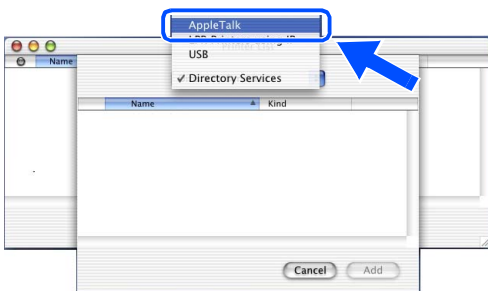 AppleTalk
USB
✓ Directory Services
Name
Name Kind
Cancel Add